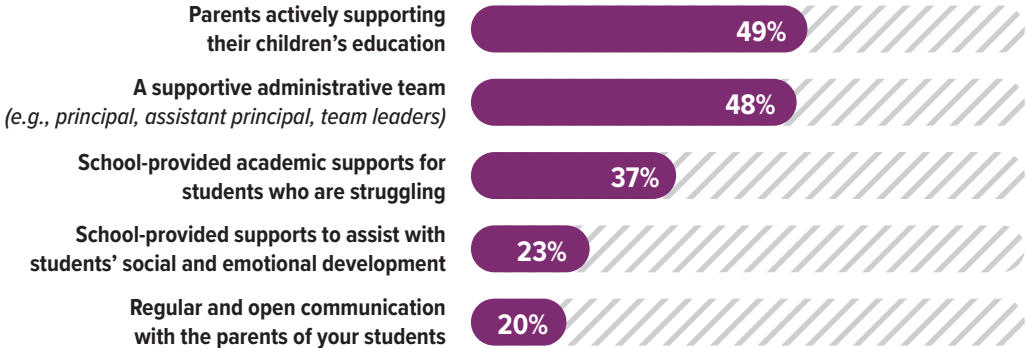 Parents actively supporting
their children’s education
49%
A supportive administrative team
(e.g., principal, assistant principal, team leaders)
48%
School-provided academic supports for
students who are struggling
37%
School-provided supports to assist with
students’ social and emotional development
23%
Regular and open communication
with the parents of your students
20%